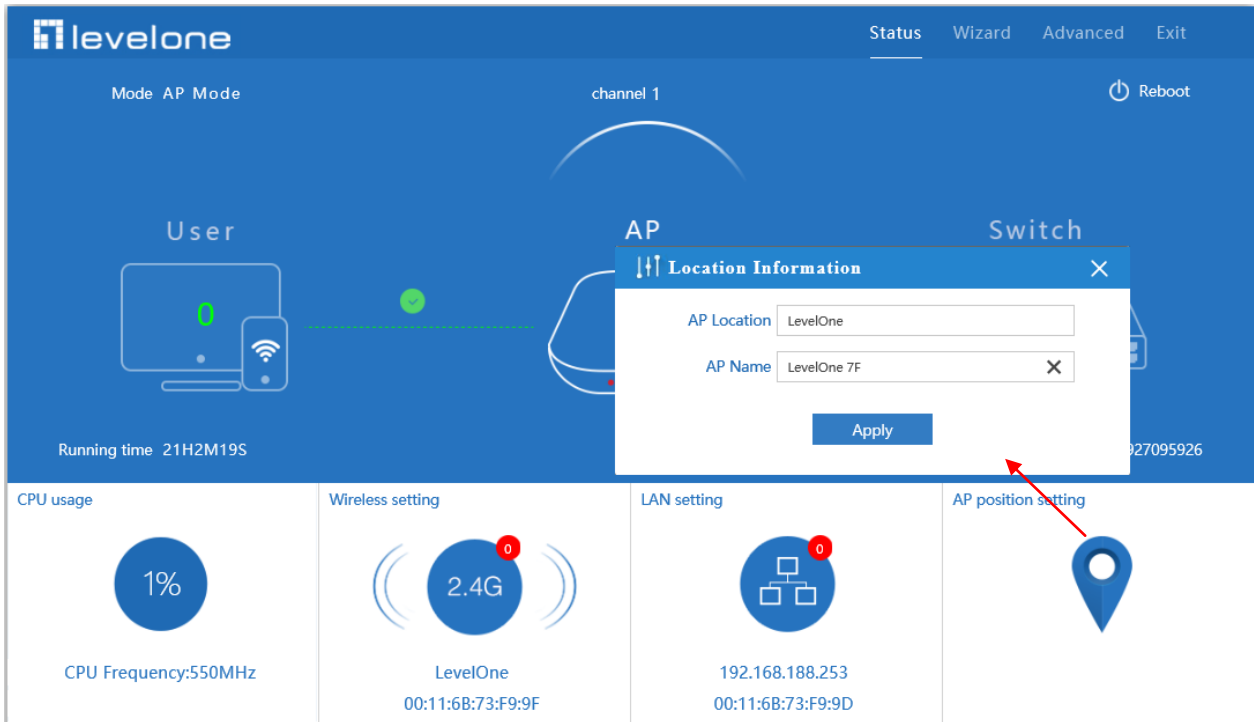 levelone
Status Wizard Advanced Exit
Mode AP Mode
channel 1
Reboot
User
AP
Switch
0
Location Information
AP Location LevelOne
AP Name LevelOne 7F
Apply
Running time 21H2M19S
927095926
CPU usage
Wireless setting
LAN setting
AP position setting
1%
0
2.4G
0
CPU Frequency:550MHz
LevelOne
192.168.188.253
00:11:6B:73:F9:9F
00:11:6B:73:F9:9D